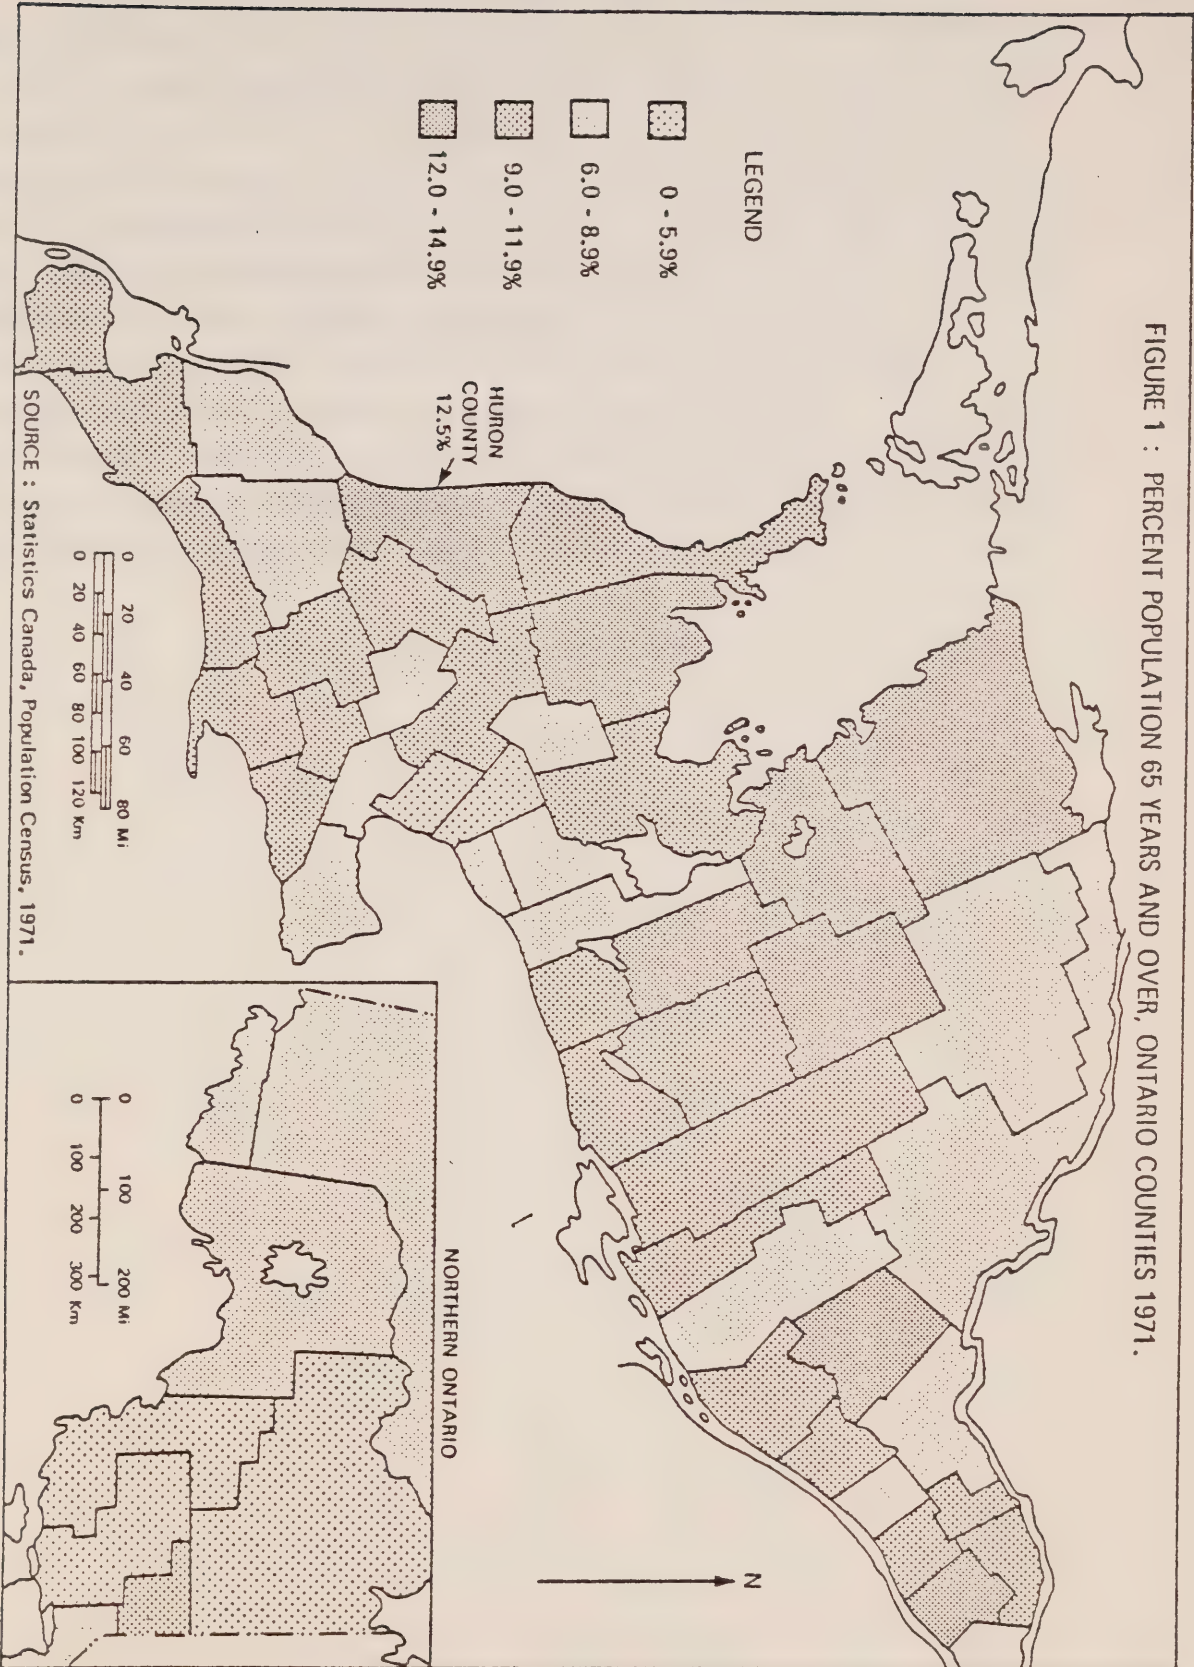 FIGURE 1 : PERCENT POPULATION 65 YEARS AND OVER, ONTARIO COUNTIES 1971.
LEGEND
0 - 5.9%
6.0 - 8.9%
9.0 - 11.9%
12.0 - 14.9%
HURON
COUNTY
12.5%
N
NORTHERN ONTARIO
0 100 200 Mi
0 100 200 300 Km
0 20 40 60 80 Mi
0 20 40 60 80 100 120 Km
SOURCE : Statistics Canada, Population Census, 1971.